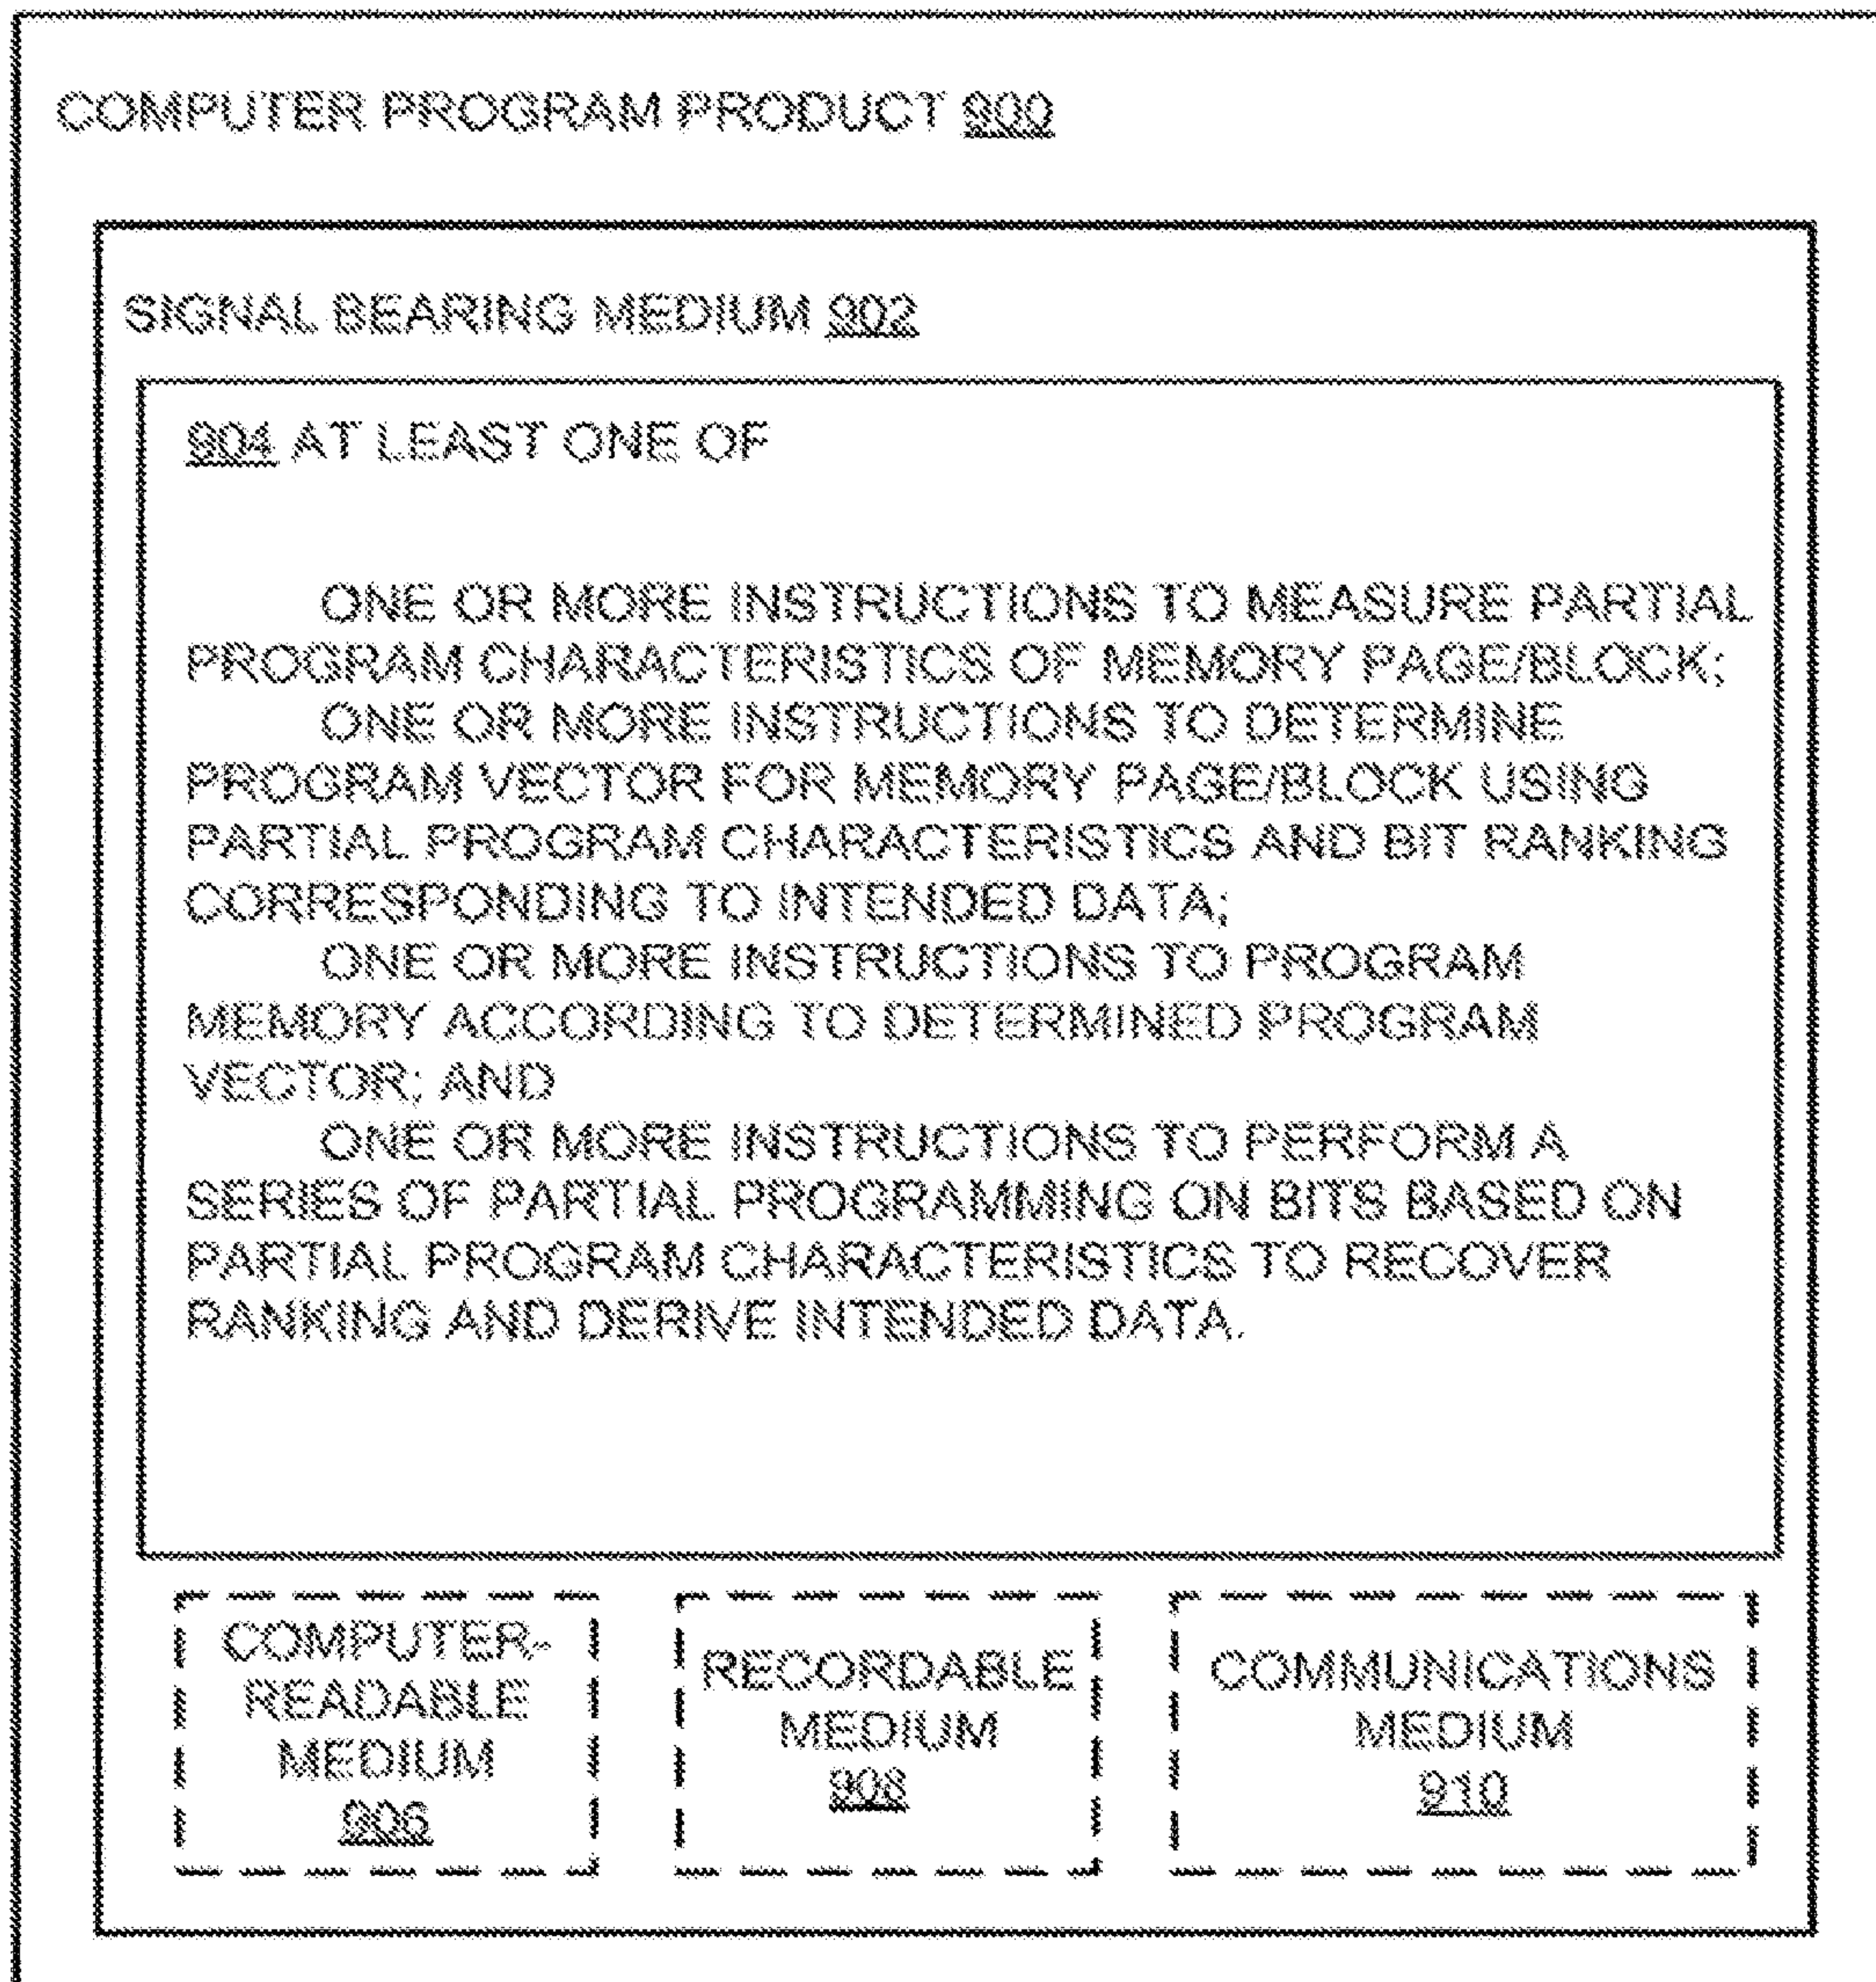 COMPUTER PROGRAM PRODUCT 900
SIGNAL BEARING MEDIUM 902
904 AT LEAST ONE OF
ONE OR MORE INSTRUCTIONS TO MEASURE PARTIAL
PROGRAM CHARACTERISTICS OF MEMORY PAGE/BLOCK;
ONE OR MORE INSTRUCTIONS TO DETERMINE
PROGRAM VECTOR FOR MEMORY PAGE/BLOCK USING
PARTIAL PROGRAM CHARACTERISTICS AND BIT RANKING
CORRESPONDING TO INTENDED DATA;
ONE OR MORE INSTRUCTIONS TO PROGRAM
MEMORY ACCORDING TO DETERMINED PROGRAM
VECTOR; AND
ONE OR MORE INSTRUCTIONS TO PERFORM A
SERIES OF PARTIAL PROGRAMMING ON BITS BASED ON
PARTIAL PROGRAM CHARACTERISTICS TO RECOVER
RANKING AND DERIVE INTENDED DATA.
COMPUTER-
READABLE
MEDIUM
906
RECORDABLE
MEDIUM
908
COMMUNICATIONS
MEDIUM
910